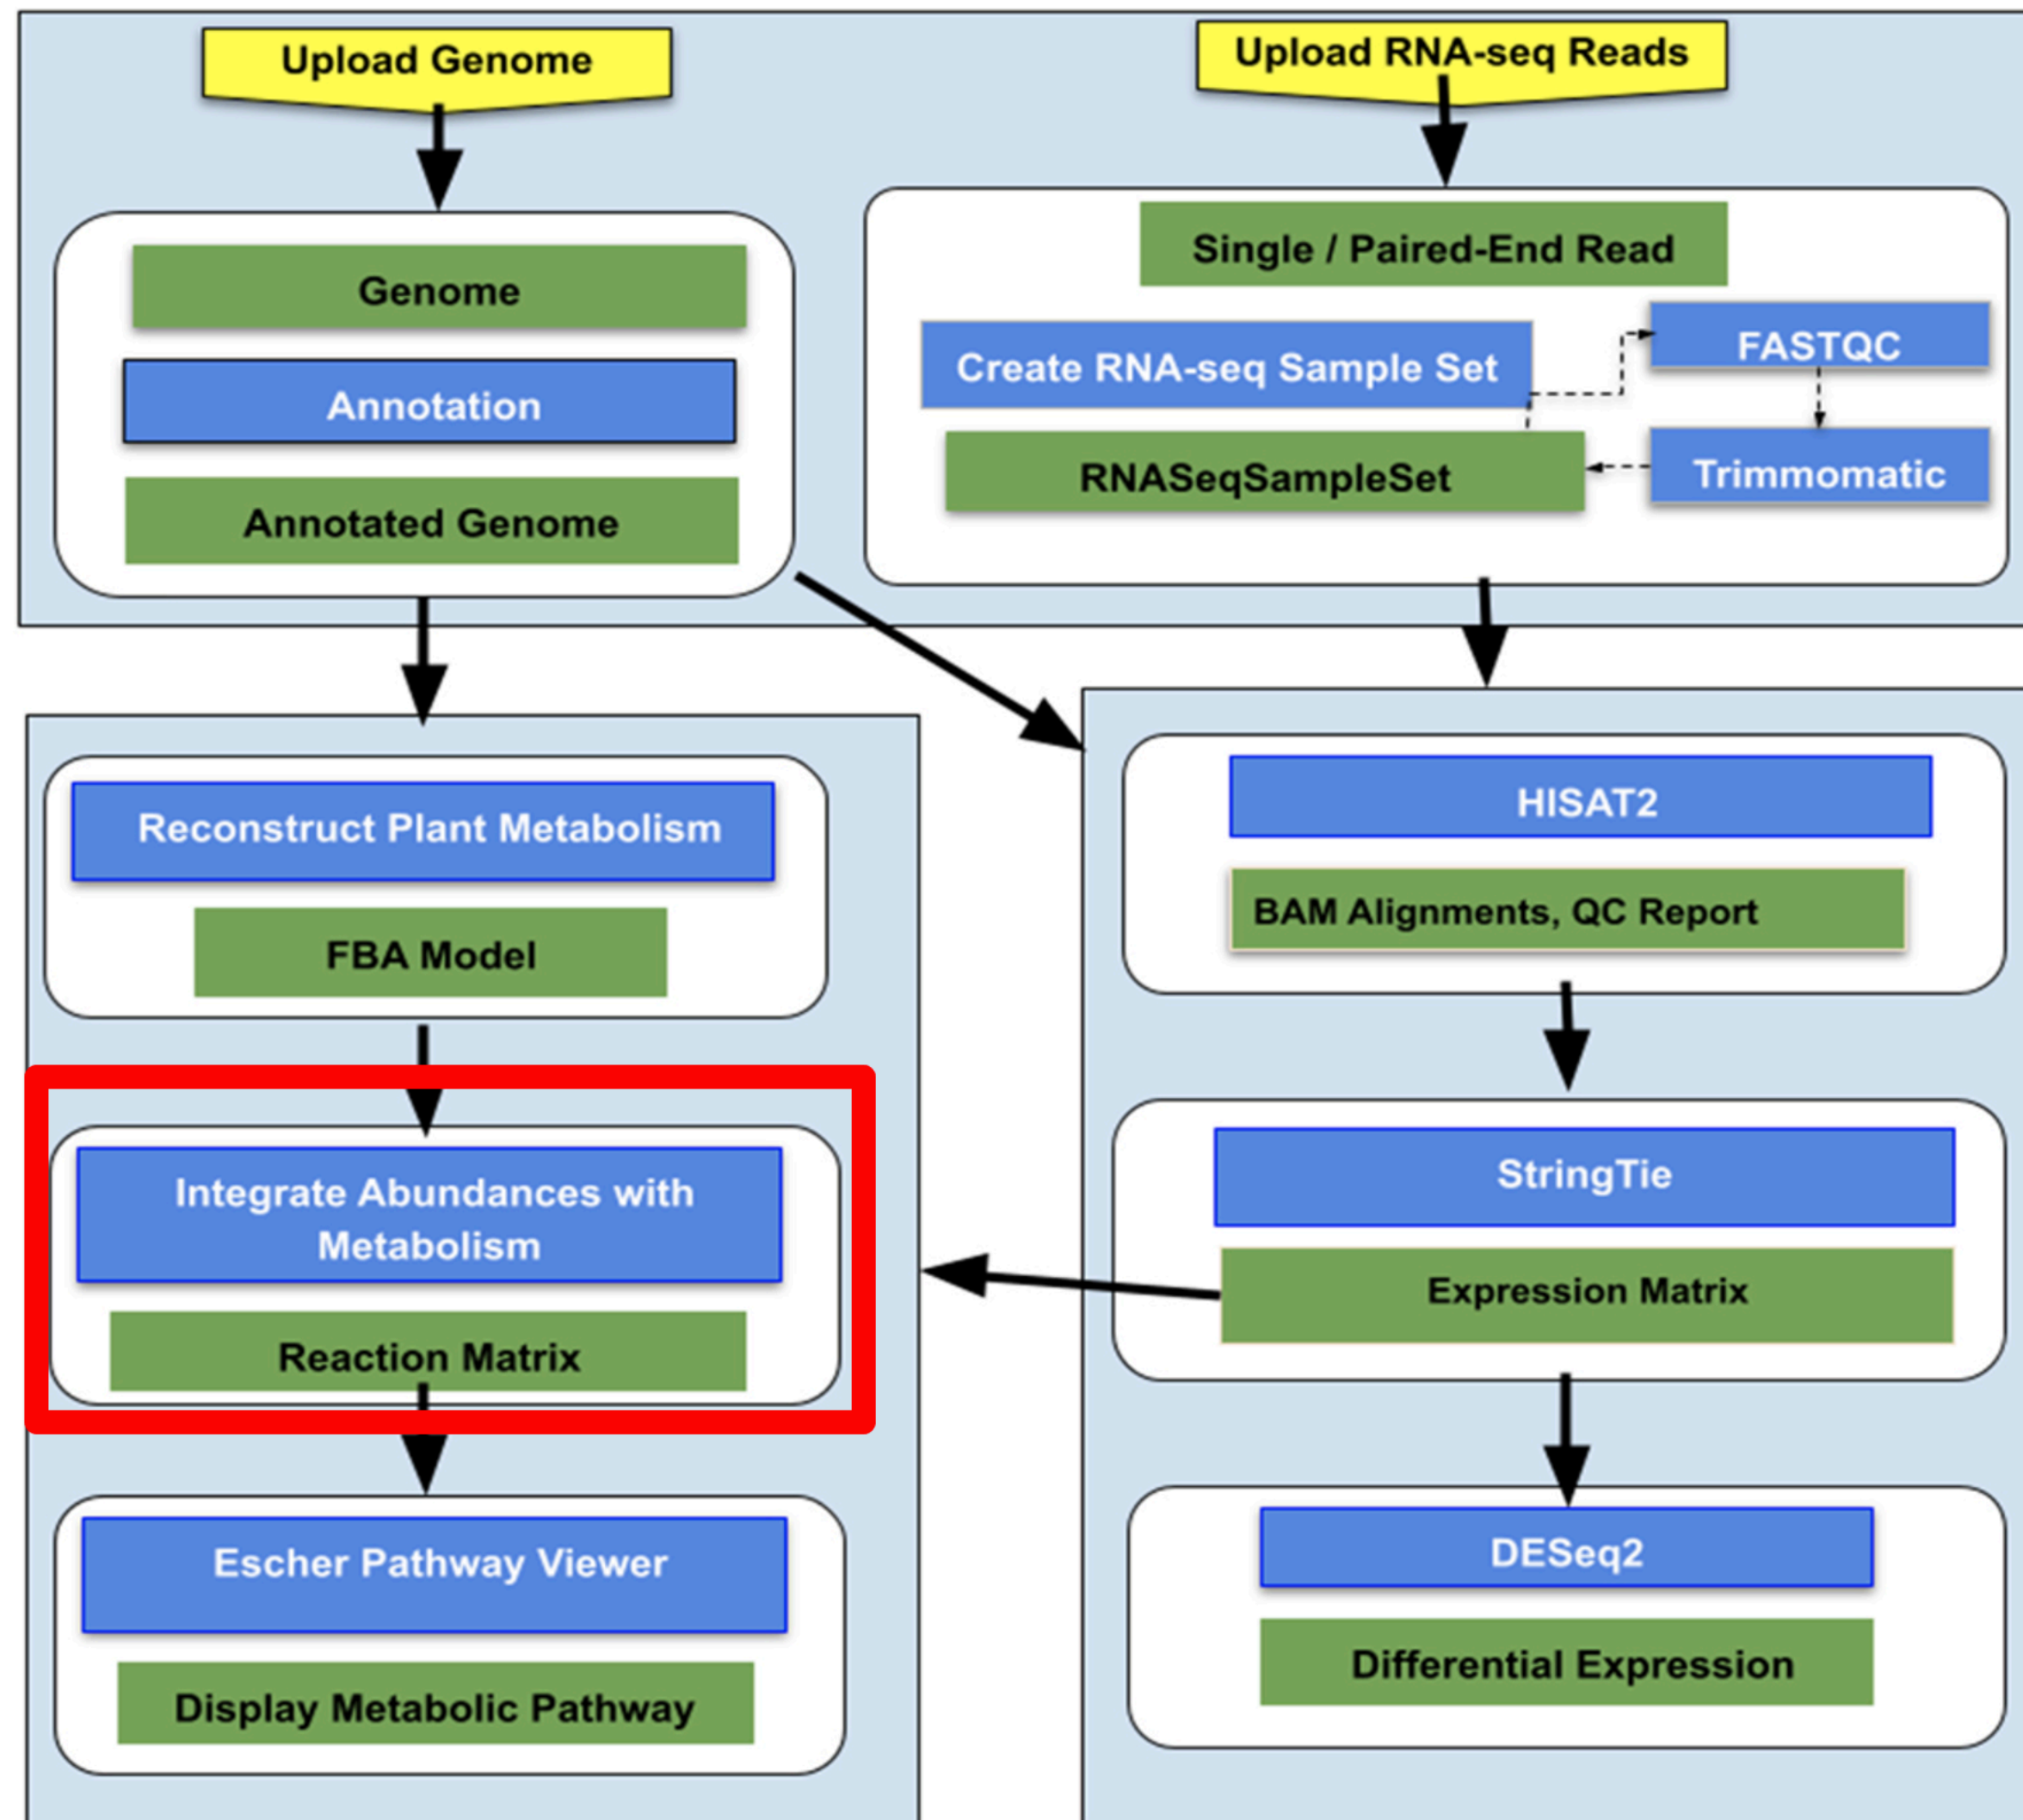 Upload Genome
Upload RNA-seq Reads
Genome
Annotation
Annotated Genome
Single / Paired-End Read
Create RNA-seq Sample Set
FASTQC
RNASeqSampleSet
Trimmomatic
Reconstruct Plant Metabolism
FBA Model
Integrate Abundances with
Metabolism
Reaction Matrix
Escher Pathway Viewer
Display Metabolic Pathway
HISAT2
BAM Alignments, QC Report
StringTie
Expression Matrix
DESeq2
Differential Expression